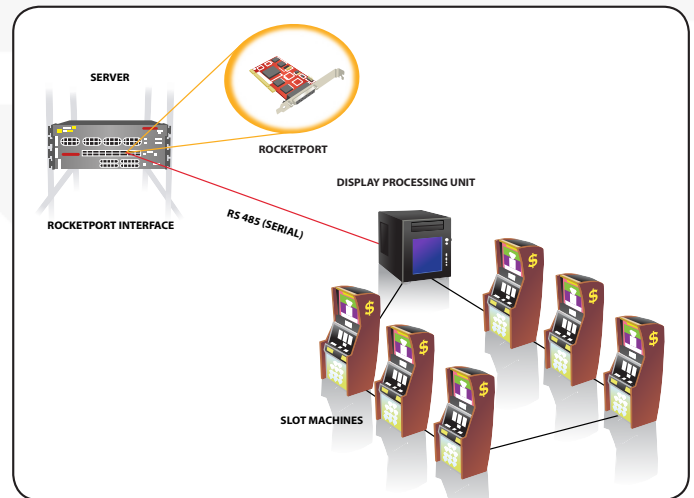 SERVER
ROCKETPORT
DISPLAY PROCESSING UNIT
ROCKETPORT INTERFACE
RS 485 (SERIAL)
$
$
$
$
$
$
SLOT MACHINES